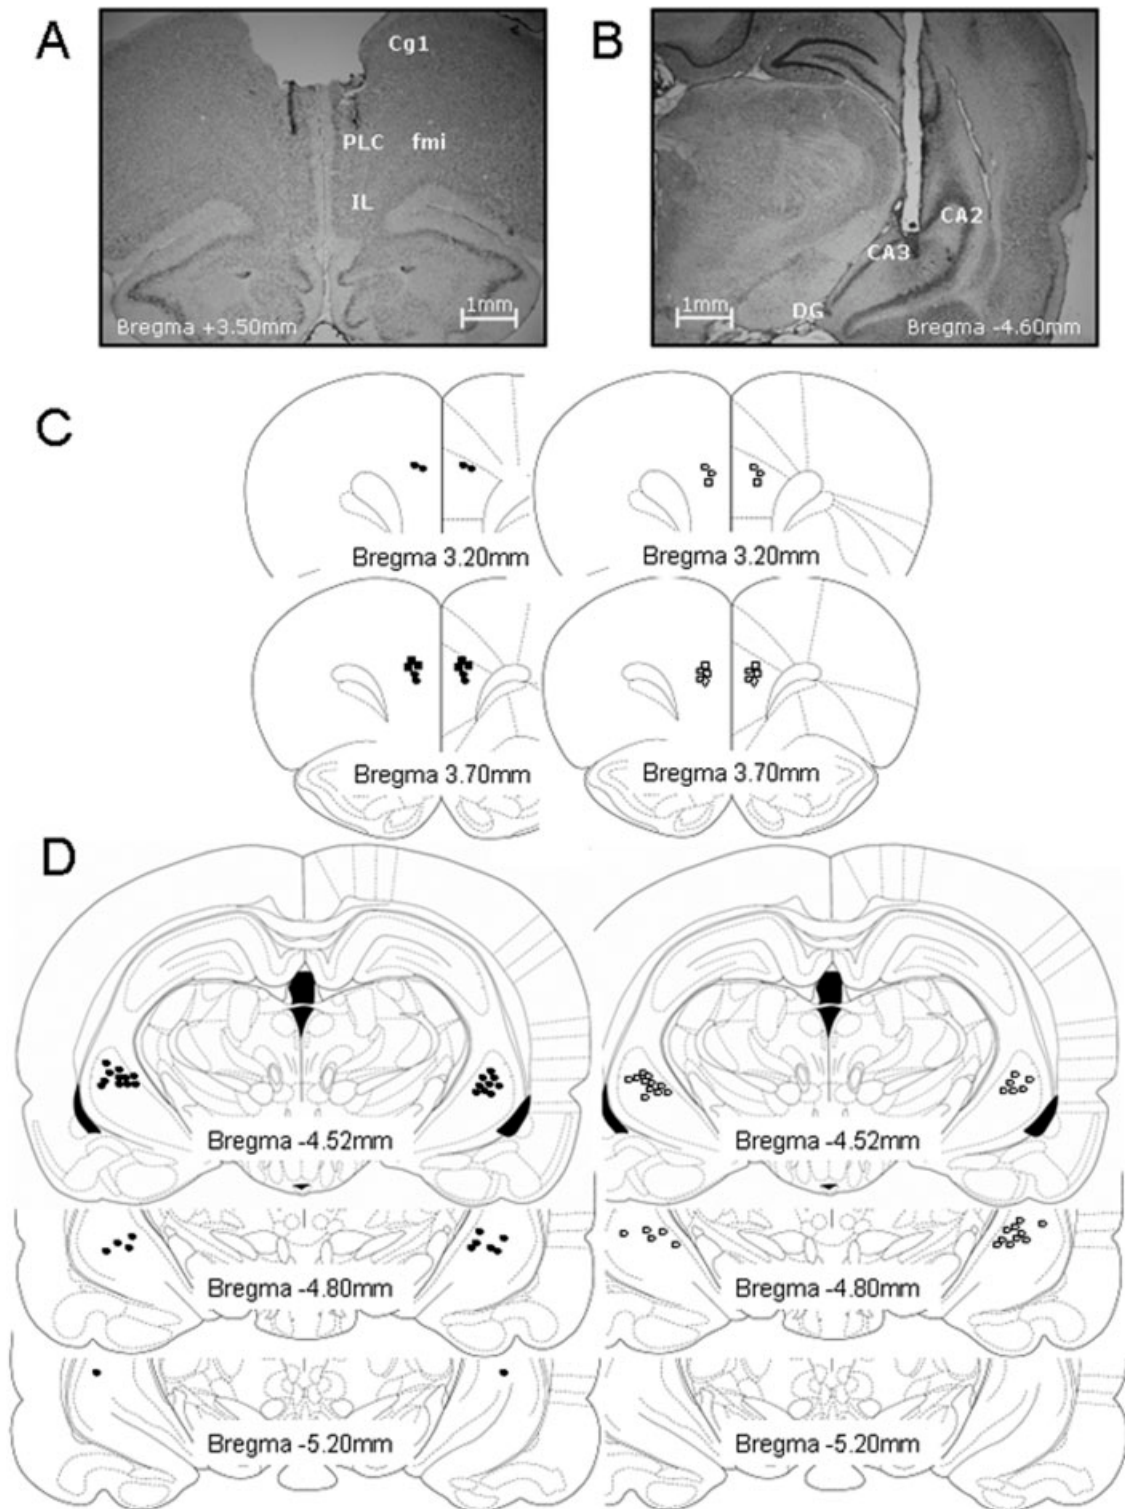 A
Cg1
PLC fmi
IL
Bregma +3.50mm
1mm
B
CA2
CA3
DG
1mm
Bregma -4.60mm
C
Bregma 3.20mm
Bregma 3.20mm
Bregma 3.70mm
Bregma 3.70mm
D
Bregma -4.52mm
Bregma -4.52mm
Bregma -4.80mm
Bregma -4.80mm
Bregma -5.20mm
Bregma -5.20mm